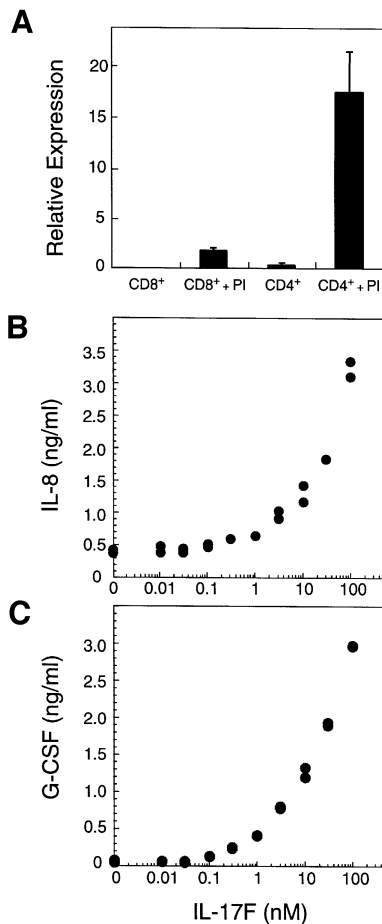 A
Relative Expression
20
15
10
5
0
CD8+
CD8+ + PI
CD4+
CD4+ + PI
B
IL-8 (ng/ml)
3.5
3.0
2.5
2.0
1.5
1.0
0.5
0
0 0.01 0.1 1 10 100
C
G-CSF (ng/ml)
3.0
2.5
2.0
1.5
1.0
0.5
0
0 0.01 0.1 1 10 100
IL-17F (nM)